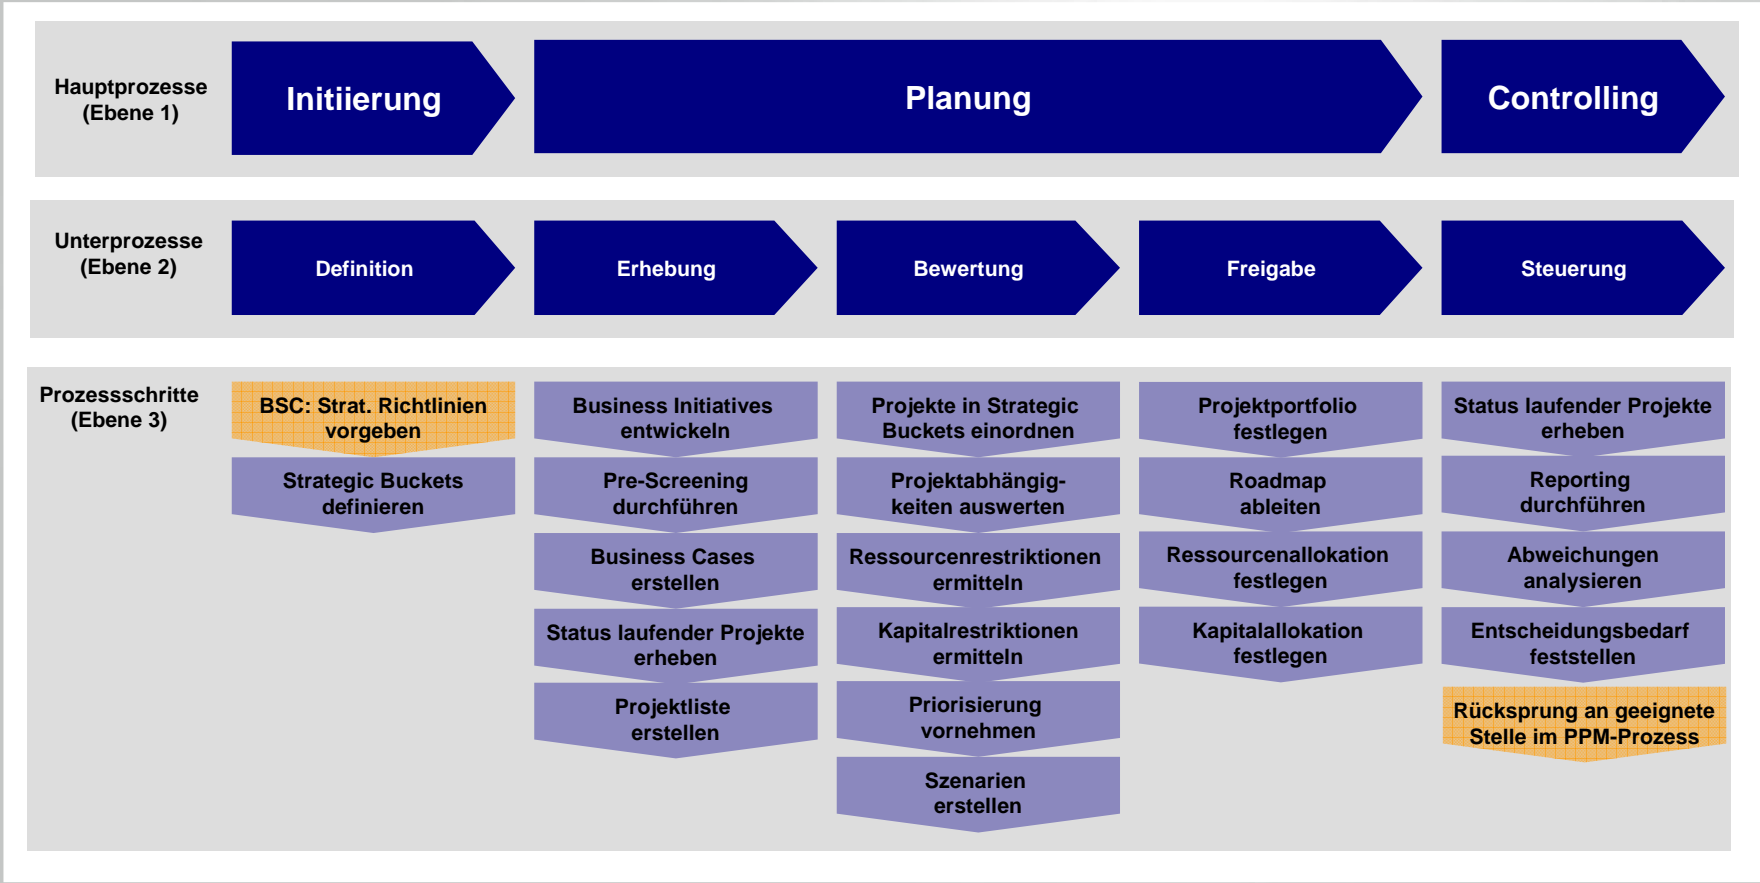 Hauptprozesse
(Ebene 1)
Initiierung
Planung
Controlling
Unterprozesse
(Ebene 2)
Definition
Erhebung
Bewertung
Freigabe
Steuerung
Prozessschritte
(Ebene 3)
BSC: Strat. Richtlinien
vorgeben
Strategic Buckets
definieren
Business Initiatives
entwickeln
Pre-Screening
durchführen
Business Cases
erstellen
Status laufender Projekte
erheben
Projektliste
erstellen
Projekte in Strategic
Buckets einordnen
Projektabhängig-
keiten auswerten
Ressourcenrestriktionen
ermitteln
Kapitalrestriktionen
ermitteln
Priorisierung
vornehmen
Szenarien
erstellen
Projektportfolio
festlegen
Roadmap
ableiten
Ressourcenallokation
festlegen
Kapitalallokation
festlegen
Status laufender Projekte
erheben
Reporting
durchführen
Abweichungen
analysieren
Entscheidungsbedarf
feststellen
Rücksprung an geeignete
Stelle im PPM-Prozess